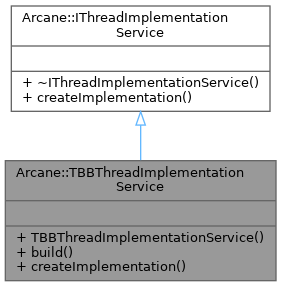 Arcane::IThreadImplementation
Service
+ ~IThreadImplementationService()
+ createImplementation()
Arcane::TBBThreadImplementation
Service
+ TBBThreadImplementationService()
+ build()
+ createImplementation()